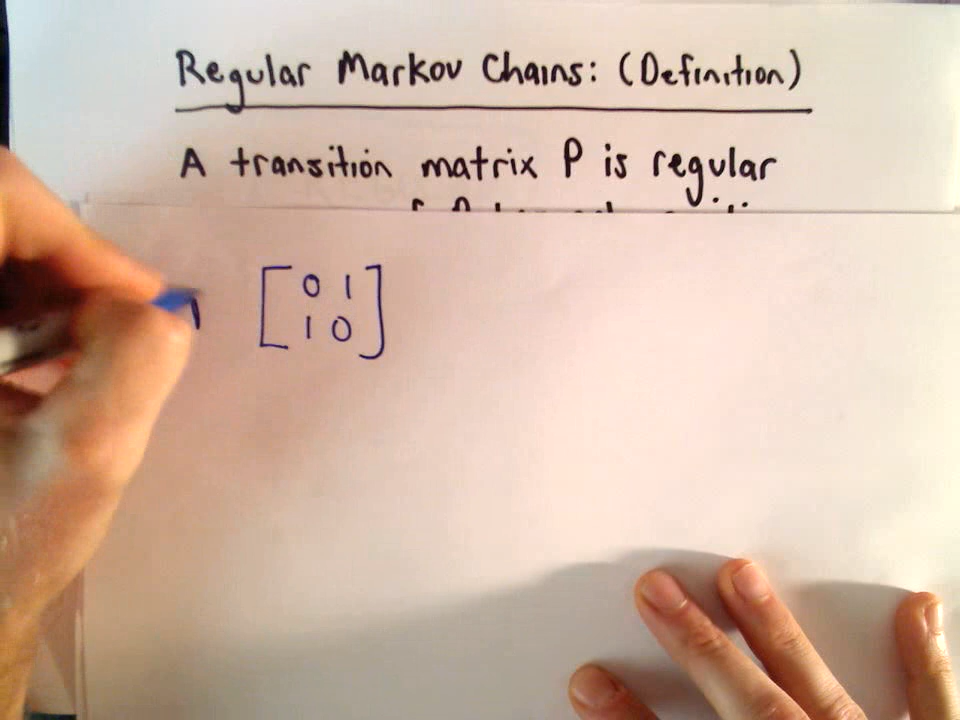 Regular Markov Chains: (Definition)
A transition matrix P is regular
[0 1
1 0]